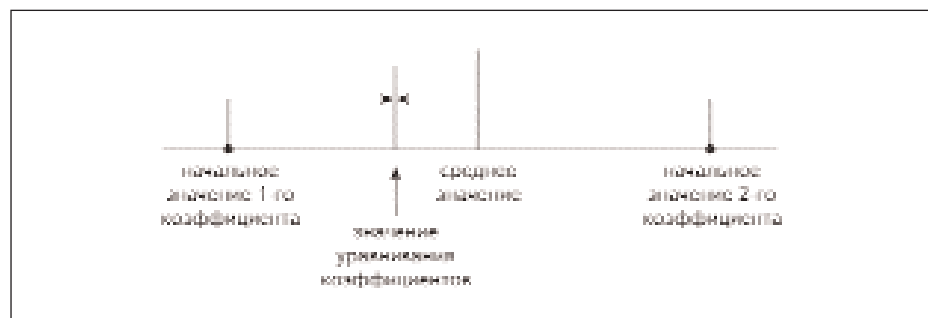 начальное
значение 1-го
коэффициента
значение
уравнивания
коэффициентов
среднее
значение
начальное
значение 2-го
коэффициента